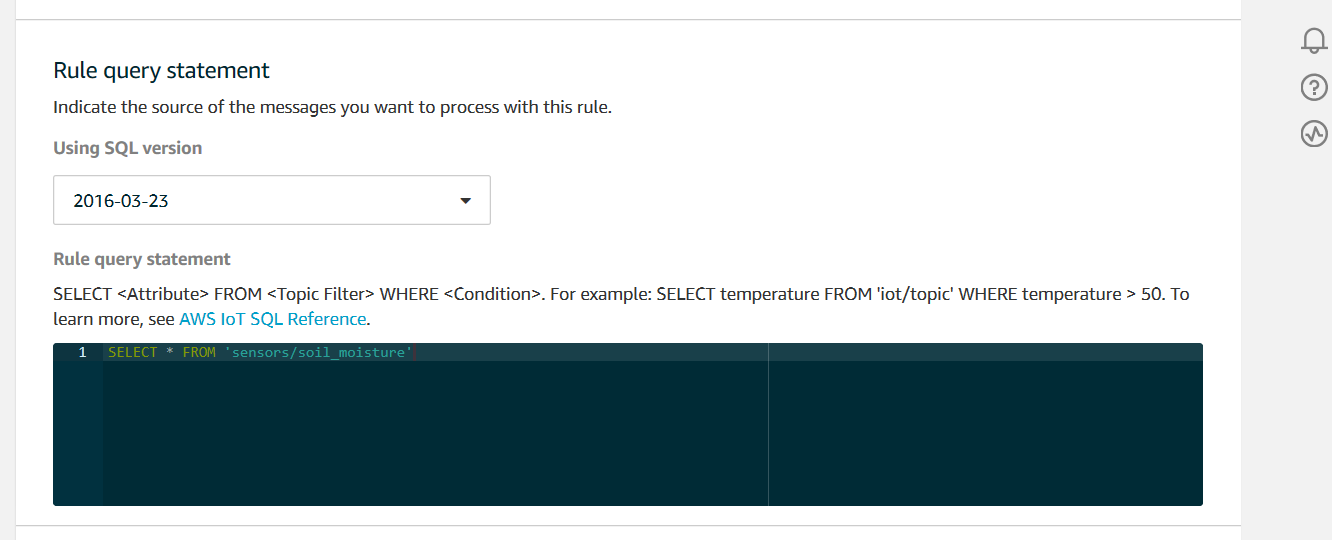 Rule query statement
Indicate the source of the messages you want to process with this rule.
Using SQL version
2016-03-23
Rule query statement
SELECT <Attribute> FROM <Topic Filter> WHERE <Condition>. For example: SELECT temperature FROM 'iot/topic' WHERE temperature > 50. To
learn more, see AWS IoT SQL Reference.
1 SELECT * FROM 'sensors/soil_moisture'